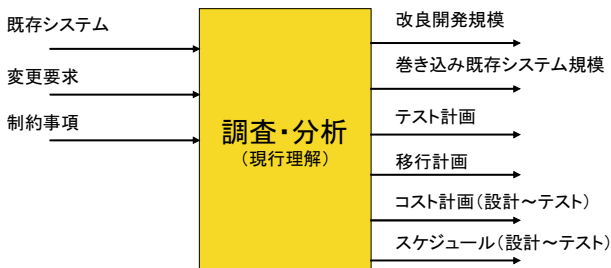 既存システム
変更要求
制約事項
調査・分析
（現行理解）
改良開発規模
巻き込み既存システム規模
テスト計画
移行計画
コスト計画（設計～テスト）
スケジュール（設計～テスト）